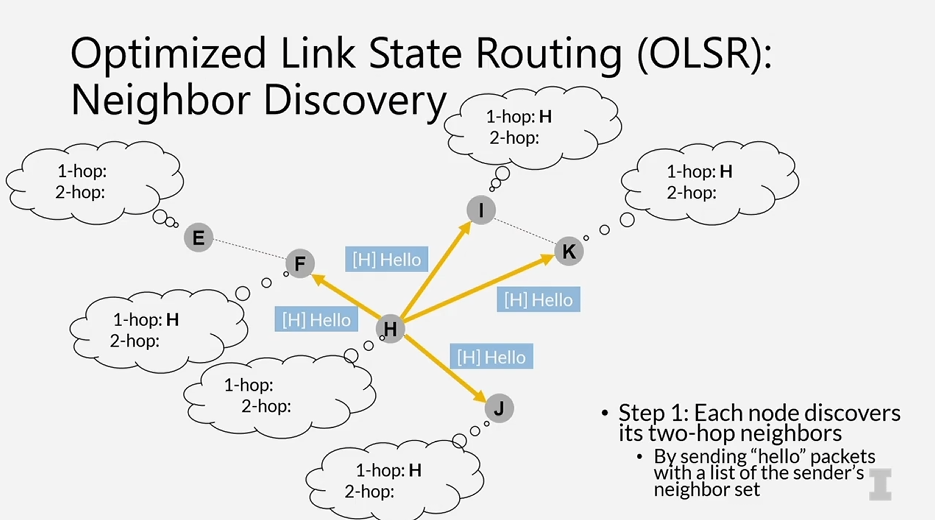 Optimized Link State Routing (OLSR):
Neighbor Discovery
1-hop: H
2-hop:
1-hop:
2-hop:
1-hop: H
2-hop:
I
E
K
F
[H] Hello
[H] Hello
1-hop: H
2-hop:
[H] Hello
H
[H] Hello
1-hop:
2-hop:
J
• Step 1: Each node discovers
its two-hop neighbors
• By sending “hello” packets
with a list of the sender’s
neighbor set
1-hop: H
2-hop:
I